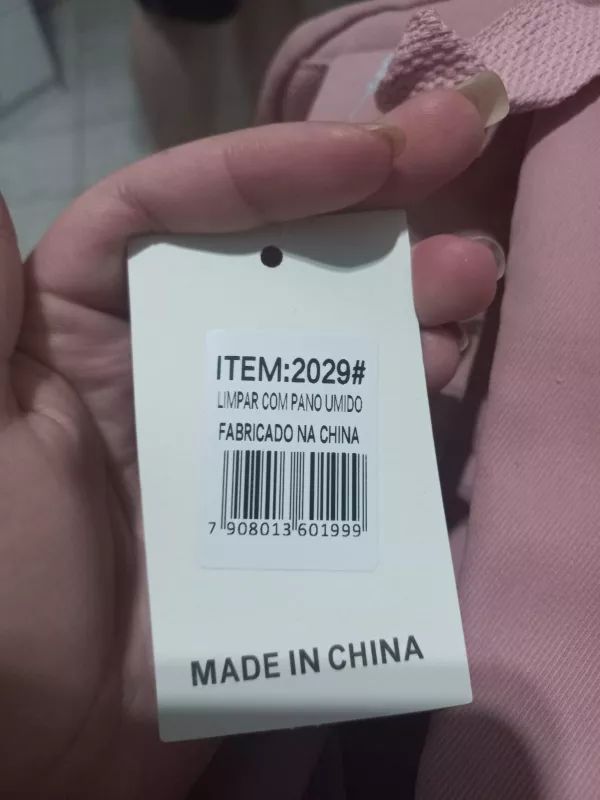 ITEM:2029#
LIMPAR COM PANO UMIDO
FABRICADO NA CHINA
7 908013 601999
MADE IN CHINA